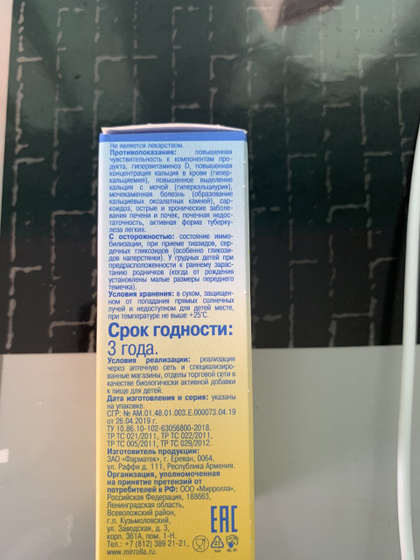 Не является лекарством.
Противопоказания: повышенная
чувствительность к компонентам про-
дукта, гипервитаминоз D, повышенная
концентрация кальция в крови (гипер-
кальциемия), повышенное выделение
кальция с мочой (гиперкальциурия),
мочекаменная болезнь (образование
кальциевых оксалатных камней), сар-
коидоз, острые и хронические заболе-
вания печени и почек, почечная недос-
таточность, активная форма туберку-
леза легких.
С осторожностью: состояние иммо-
билизации, при приеме тиазидов, сер-
дечных гликозидов (особенно гликози-
дов наперстянки). У грудных детей при
предрасположенности к раннему зарас-
танию родничков (когда от рождения
установлены малые размеры переднего
темечка).
Условия хранения: в сухом, защищен-
ном от попадания прямых солнечных
лучей и недоступном для детей месте,
при температуре не выше +25°C.
Срок годности:
3 года.
Условия реализации: реализация
через аптечную сеть и специализиро-
ванные магазины, отделы торговой сети в
качестве биологически активной добавки
к пище для детей.
Дата изготовления и серия: указаны
на упаковке.
СГР: № AM.01.48.01.003.E.000073.04.19
от 26.04.2019 г.
ТУ 10.86.10-102-63056800-2018.
ТР ТС 021/2011, ТР ТС 022/2011,
ТР ТС 005/2011, ТР ТС 029/2012.
Изготовитель продукции:
ЗАО «Фарматек», г. Ереван, 0064,
ул. Раффи д. 111, Республика Армения.
Организация, уполномоченная
на принятие претензий от
потребителей в РФ: ООО «Мирролла»,
Российская Федерация, 188663,
Ленинградская область,
Всеволожский район,
г.п. Кузьмоловский,
ул. Заводская, д. 3,
корп. 361А, пом. 1-Н.
Тел.: +7 (812) 389 21-21,
www.mirrolla.ru
EAC